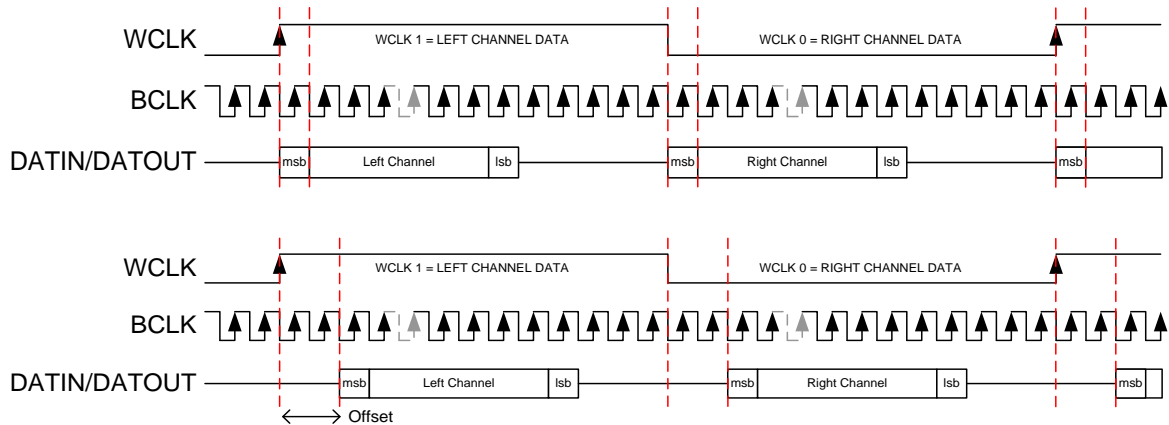 WCLK
WCLK 1 = LEFT CHANNEL DATA
WCLK 0 = RIGHT CHANNEL DATA
BCLK
DATIN/DATOUT
msb
Left Channel
lsb
msb
Right Channel
lsb
msb
WCLK
WCLK 1 = LEFT CHANNEL DATA
WCLK 0 = RIGHT CHANNEL DATA
BCLK
DATIN/DATOUT
msb
Left Channel
lsb
msb
Right Channel
lsb
msb
Offset